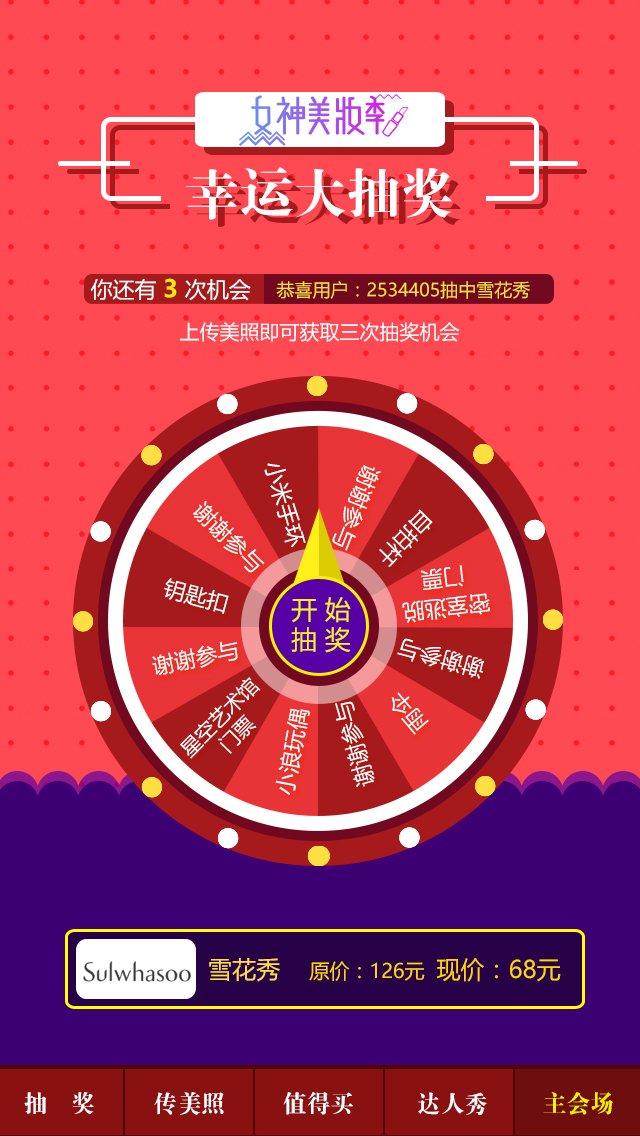 女神美妆季
幸运大抽奖
你还有 3 次机会
恭喜用户：2534405抽中雪花秀
上传美照即可获取三次抽奖机会
谢谢参与
自拍杆
密室逃脱
门票
谢谢参与
雨伞
谢谢参与
小浪玩偶
星空艺术馆
门票
谢谢参与
钥匙扣
谢谢参与
小米手环
开始
抽奖
Sulwhasoo
雪花秀
原价：126元
现价：68元
抽 奖
传美照
值得买
达人秀
主会场